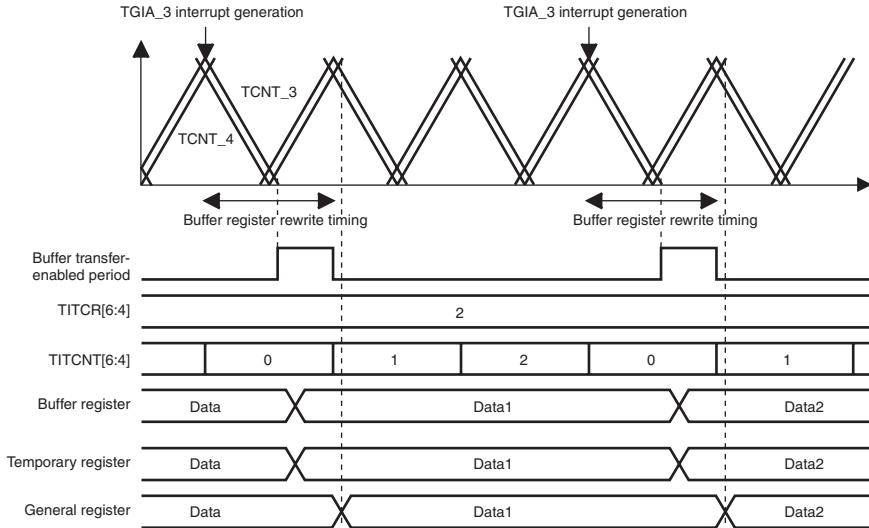 TGIA_3 interrupt generation TGIA_3 interrupt generation
TCNT_3
TCNT_4
Buffer register rewrite timing Buffer register rewrite timing
Buffer transfer-
enabled period
TITCR[6:4] 2
TITCNT[6:4] 0 1 2 0 1
Buffer register Data Data1 Data2
Temporary register Data Data1 Data2
General register Data Data1 Data2